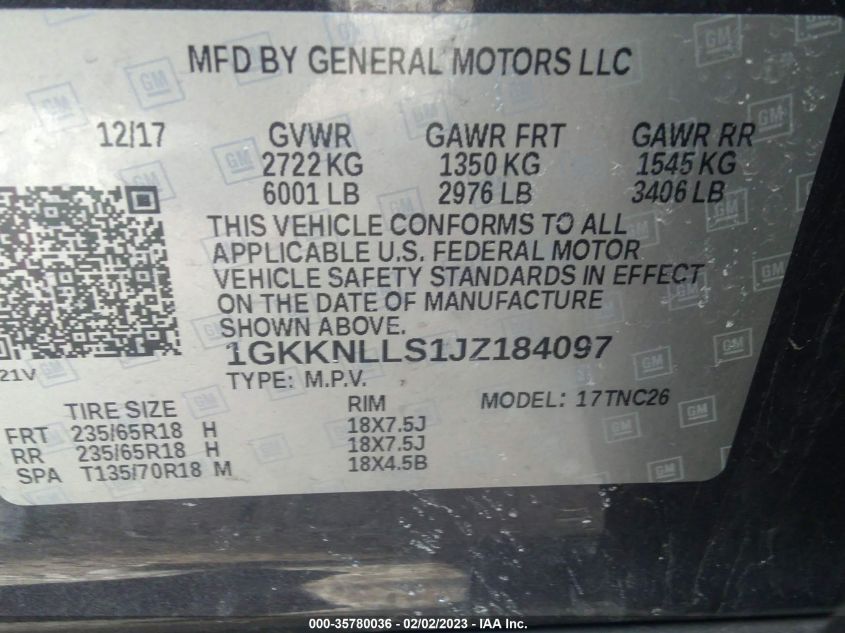 MFD BY GENERAL MOTORS LLC
12/17 GVWR GAWR FRT GAWR RR
2722 KG 1350 KG 1545 KG
6001 LB 2976 LB 3406 LB
THIS VEHICLE CONFORMS TO ALL
APPLICABLE U.S. FEDERAL MOTOR
VEHICLE SAFETY STANDARDS IN EFFECT
ON THE DATE OF MANUFACTURE
SHOWN ABOVE.
1GKKNLLS1JZ184097
21V TYPE: M.P.V.
TIRE SIZE RIM MODEL: 17TNC26
FRT 235/65R18 H 18X7.5J
RR 235/65R18 H 18X7.5J
SPA T135/70R18 M 18X4.5B
000-35780036 - 02/02/2023 - IAA Inc.